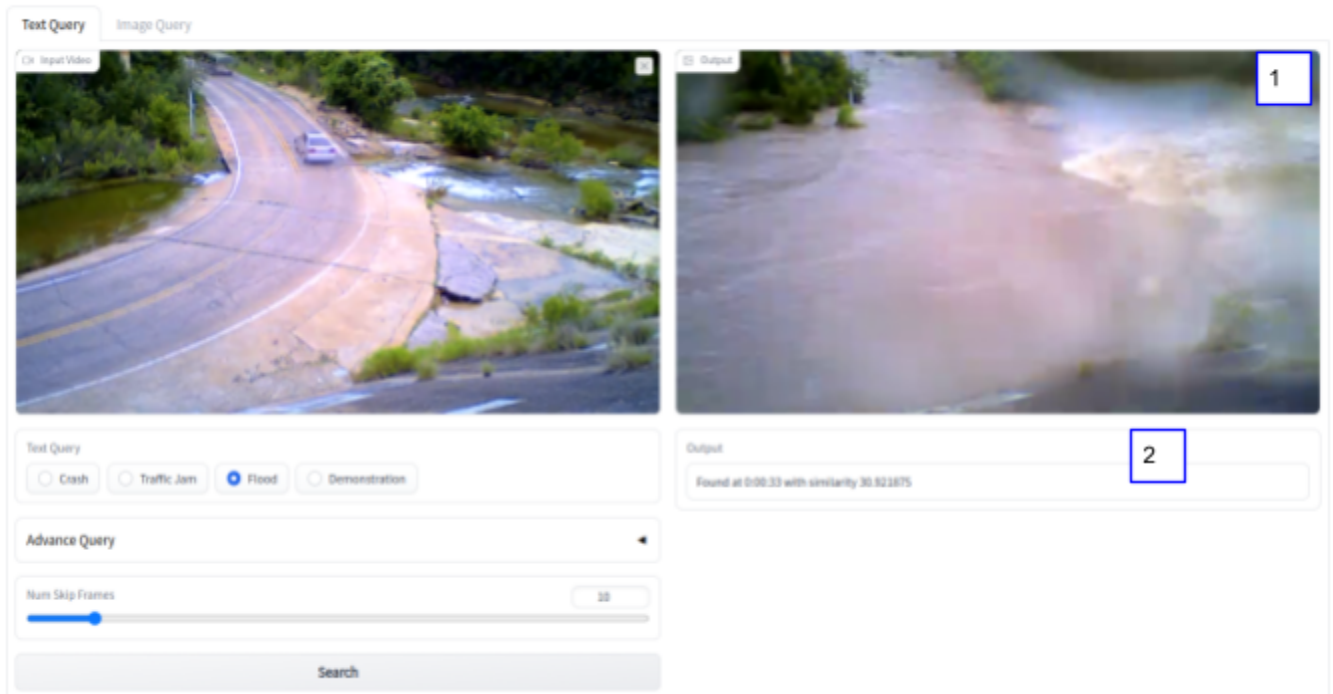 Text Query
Image Query
Input Video
Output
1
Text Query
Crash
Traffic Jam
Flood
Demonstration
Output
2
Found at 0:00:33 with similarity 30.921875
Advance Query
Num Skip Frames
10
Search